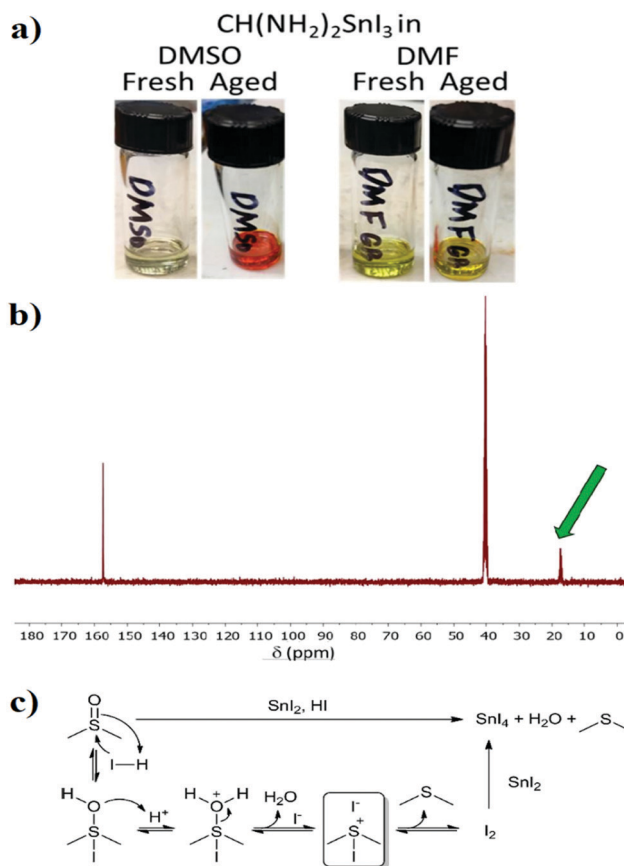 a)
CH(NH₂)₂SnI₃ in
DMSO DMF
Fresh Aged Fresh Aged
DMSO DMSO DMF GR DMF GR
b)
180 170 160 150 140 130 120 110 100 90 80 70 60 50 40 30 20 10 0
δ (ppm)
c)
O
S
SnI₂, HI
SnI₄ + H₂O + S
I—H
SnI₂
H O H⁺ H O⁺ H H₂O I⁻ I⁻ S
S S S⁺ I₂
I I I